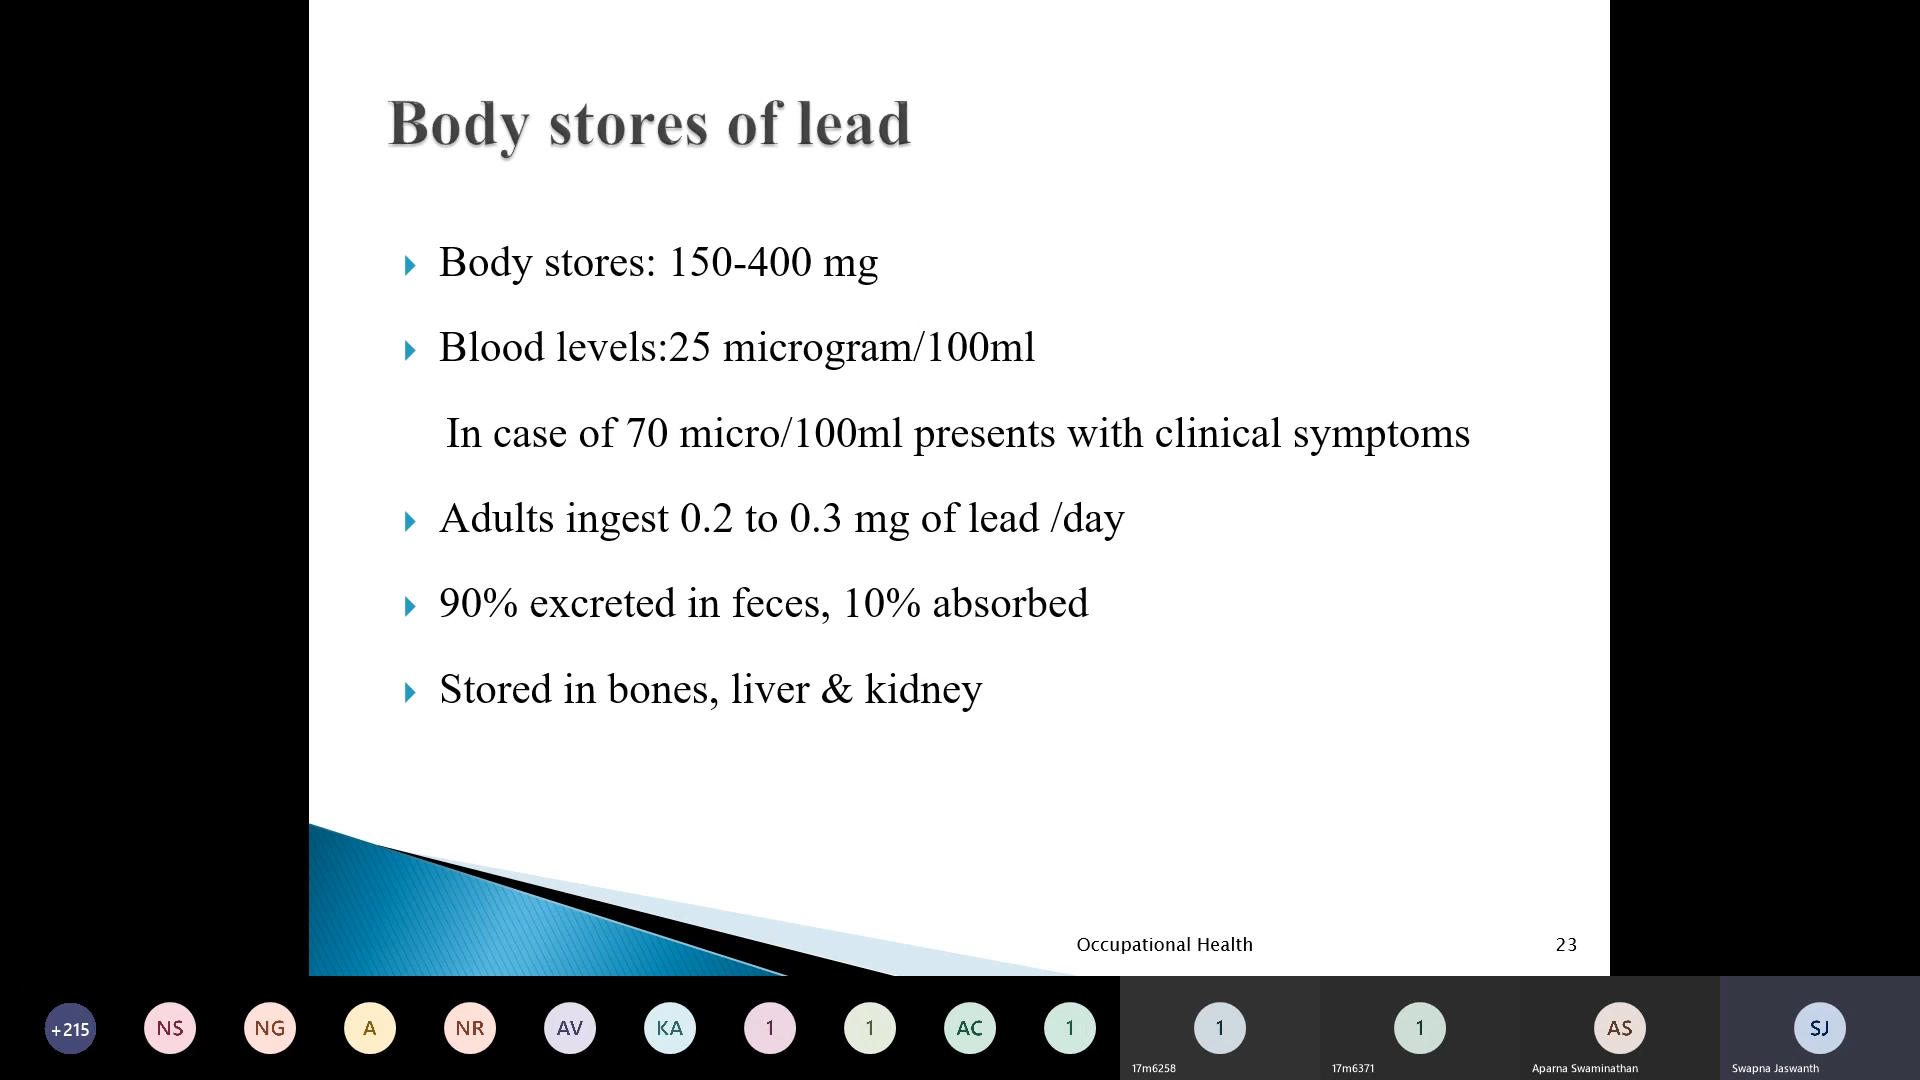 Body stores of lead
Body stores: 150-400 mg
Blood levels:25 microgram/100ml
In case of 70 micro/100ml presents with clinical symptoms
Adults ingest 0.2 to 0.3 mg of lead /day
90% excreted in feces, 10% absorbed
Stored in bones, liver & kidney
Occupational Health 23
+215 NS NG A NR AV KA 1 1 AC 1 1 1 AS SJ
17m6258 17m6371 Aparna Swaminathan Swapna Jaswanth